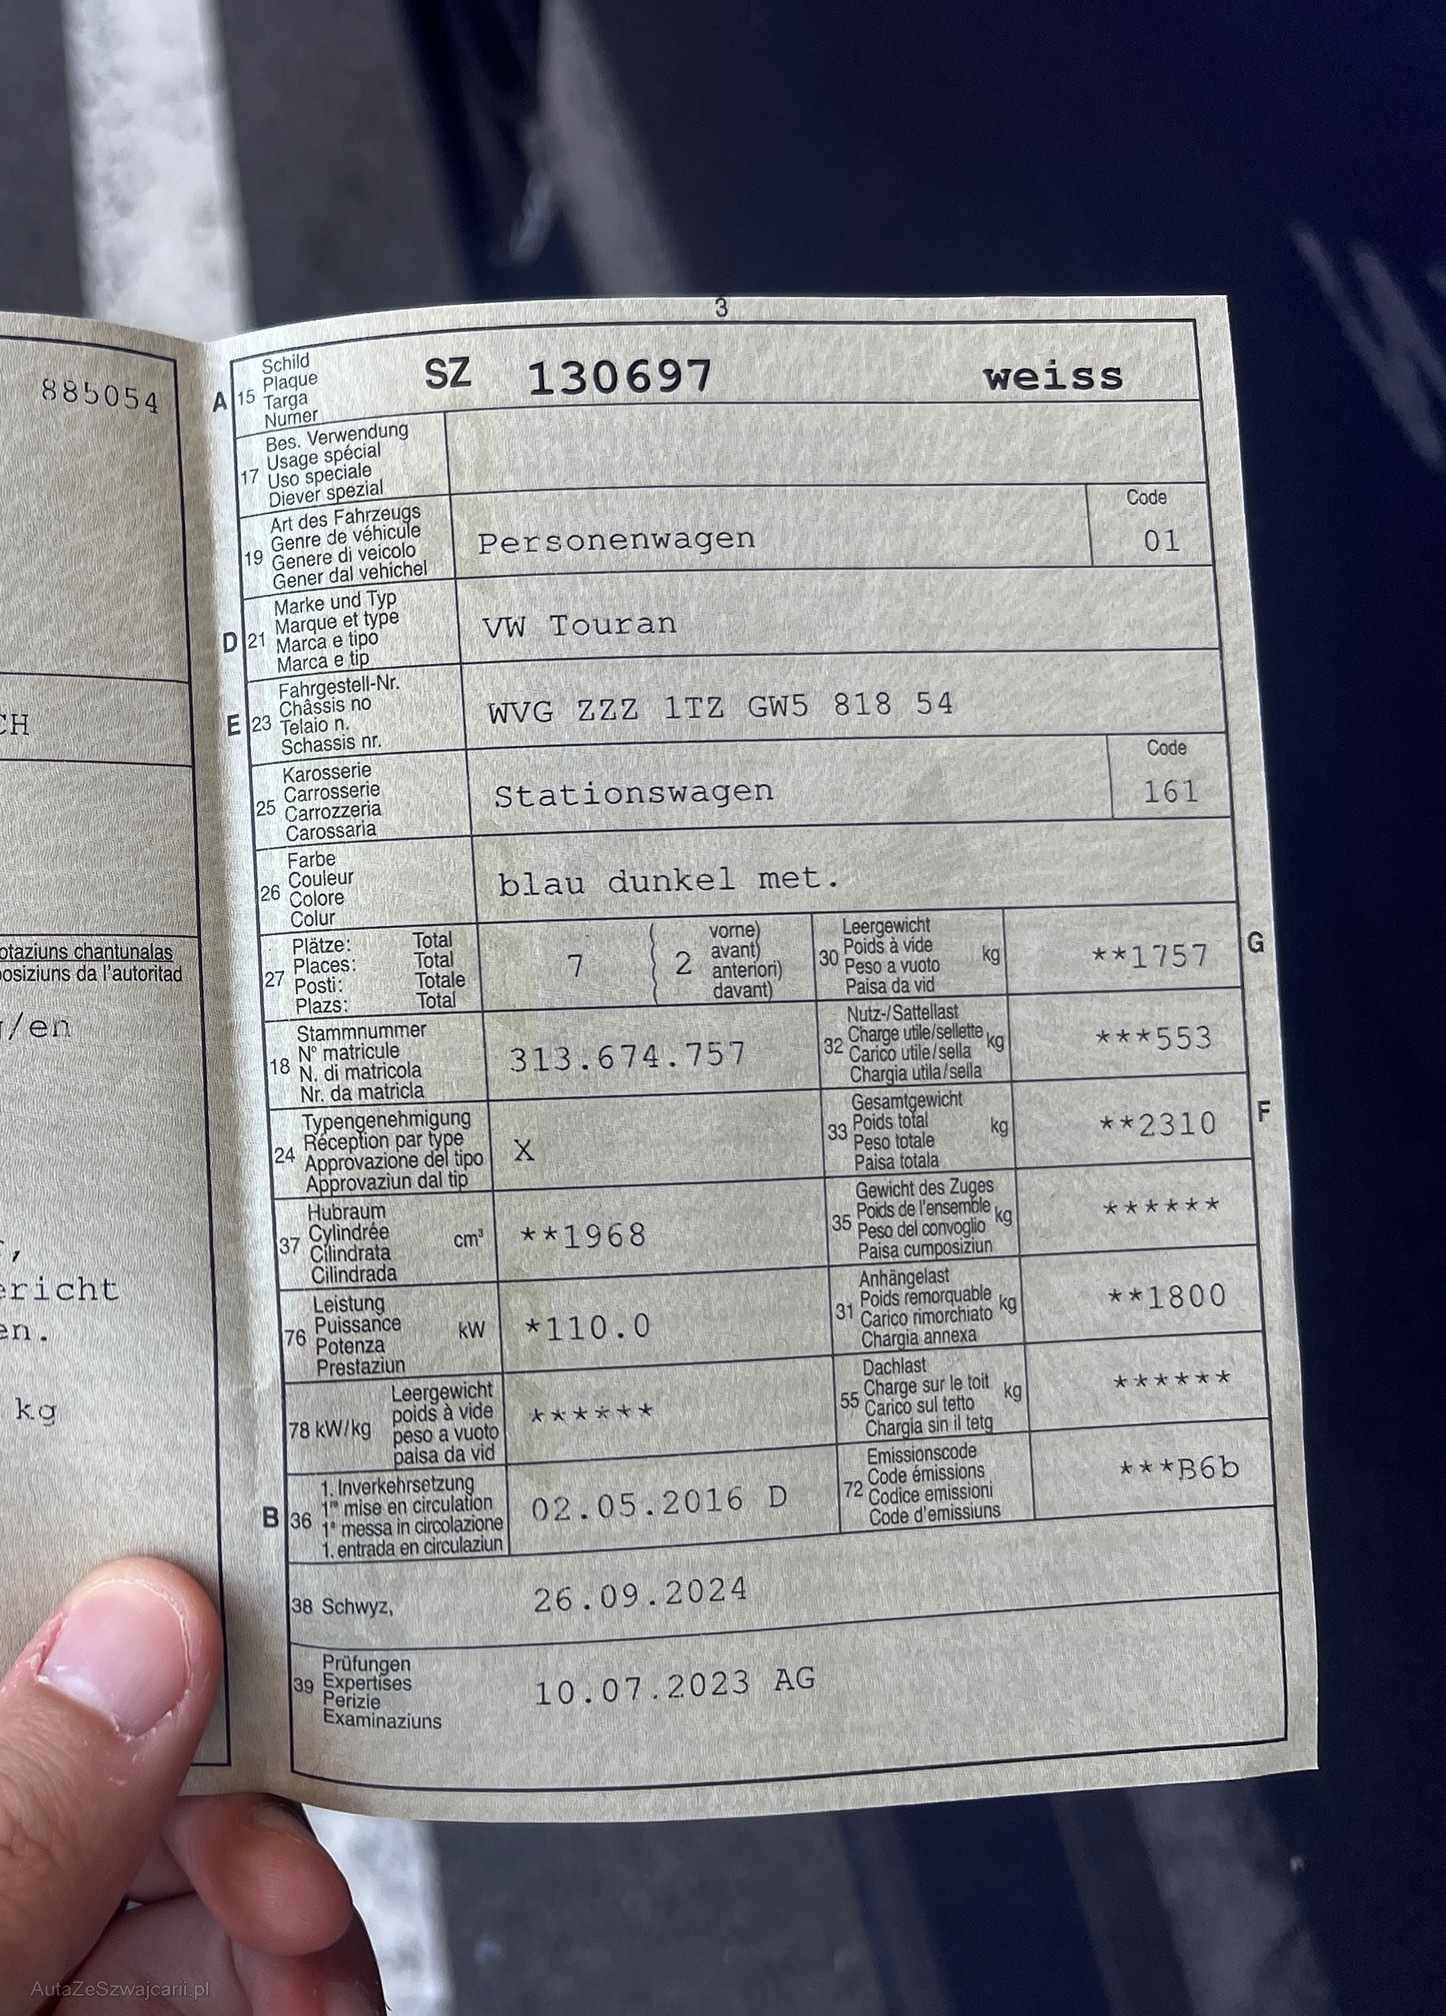 885054
CH
otaziuns chantunalas
posiziuns da l'autoritad
/en
ericht
en.
kg
3
A 15 Schild
Plaque
Targa
Numer
SZ 130697 weiss
17 Bes. Verwendung
Usage spécial
Uso speciale
Diever spezial
19 Art des Fahrzeugs
Genre de véhicule
Genere di veicolo
Gener dal vehichel
Personenwagen
Code
01
D 21 Marke und Typ
Marque et type
Marca e tipo
Marca e tip
VW Touran
E 23 Fahrgestell-Nr.
Châssis no
Telaio n.
Schassis nr.
WVG ZZZ 1TZ GW5 818 54
25 Karosserie
Carrosserie
Carrozzeria
Carossaria
Stationswagen
Code
161
26 Farbe
Couleur
Colore
Colur
blau dunkel met.
27 Plätze: Total
Places: Total
Posti: Totale
Plazs: Total
7 { 2
vorne)
avant)
anteriori)
davant)
30 Leergewicht
Poids à vide
Peso a vuoto
Paisa da vid
kg
**1757
G
18 Stammnummer
N° matricule
N. di matricola
Nr. da matricla
313.674.757
32 Nutz-/Sattellast
Charge utile/sellette
Carico utile/sella
Chargia utila/sella
kg
***553
24 Typengenehmigung
Réception par type
Approvazione del tipo
Approvaziun dal tip
X
33 Gesamtgewicht
Poids total
Peso totale
Paisa totala
kg
**2310
F
37 Hubraum
Cylindrée
Cilindrata
Cilindrada
cm³
**1968
35 Gewicht des Zuges
Poids de l'ensemble
Peso del convoglio
Paisa cumposiziun
kg
******
76 Leistung
Puissance
Potenza
Prestaziun
kW
*110.0
31 Anhängelast
Poids remorquable
Carico rimorchiato
Chargia annexa
kg
**1800
78 kW/kg
Leergewicht
poids à vide
peso a vuoto
paisa da vid
******
55 Dachlast
Charge sur le toit
Carico sul tetto
Chargia sin il tetg
kg
******
B 36 1. Inverkehrsetzung
1re mise en circulation
1a messa in circolazione
1. entrada en circulaziun
02.05.2016 D
72 Emissionscode
Code émissions
Codice emissioni
Code d'emissiuns
***B6b
38 Schwyz,
26.09.2024
39 Prüfungen
Expertises
Perizie
Examinaziuns
10.07.2023 AG
AutaZeSzwajcarii.pl